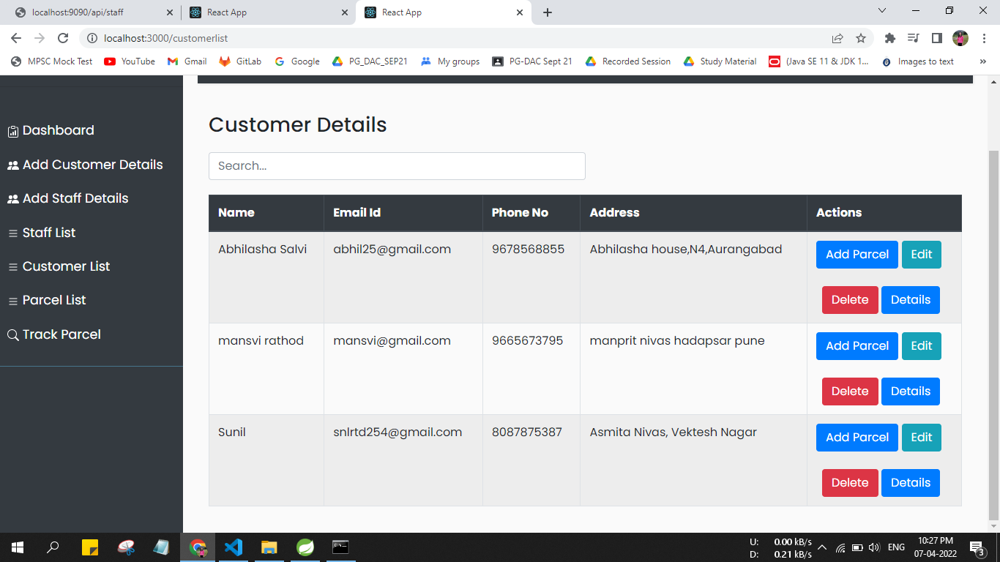 localhost:9090/api/staff
React App
React App
localhost:3000/customerlist
MPSC Mock Test YouTube Gmail GitLab Google PG_DAC_SEP21 My groups PG-DAC Sept 21 Recorded Session Study Material (Java SE 11 & JDK 1... Images to text »
Dashboard
Add Customer Details
Add Staff Details
Staff List
Customer List
Parcel List
Track Parcel
Customer Details
Search...
Name Email Id Phone No Address Actions
Abhilasha Salvi abhil25@gmail.com 9678568855 Abhilasha house,N4,Aurangabad Add Parcel Edit
Delete Details
mansvi rathod mansvi@gmail.com 9665673795 manprit nivas hadapsar pune Add Parcel Edit
Delete Details
Sunil snlrtd254@gmail.com 8087875387 Asmita Nivas, Vektesh Nagar Add Parcel Edit
Delete Details
U: 0.00 kB/s
D: 0.21 kB/s
ENG
10:27 PM
07-04-2022
3